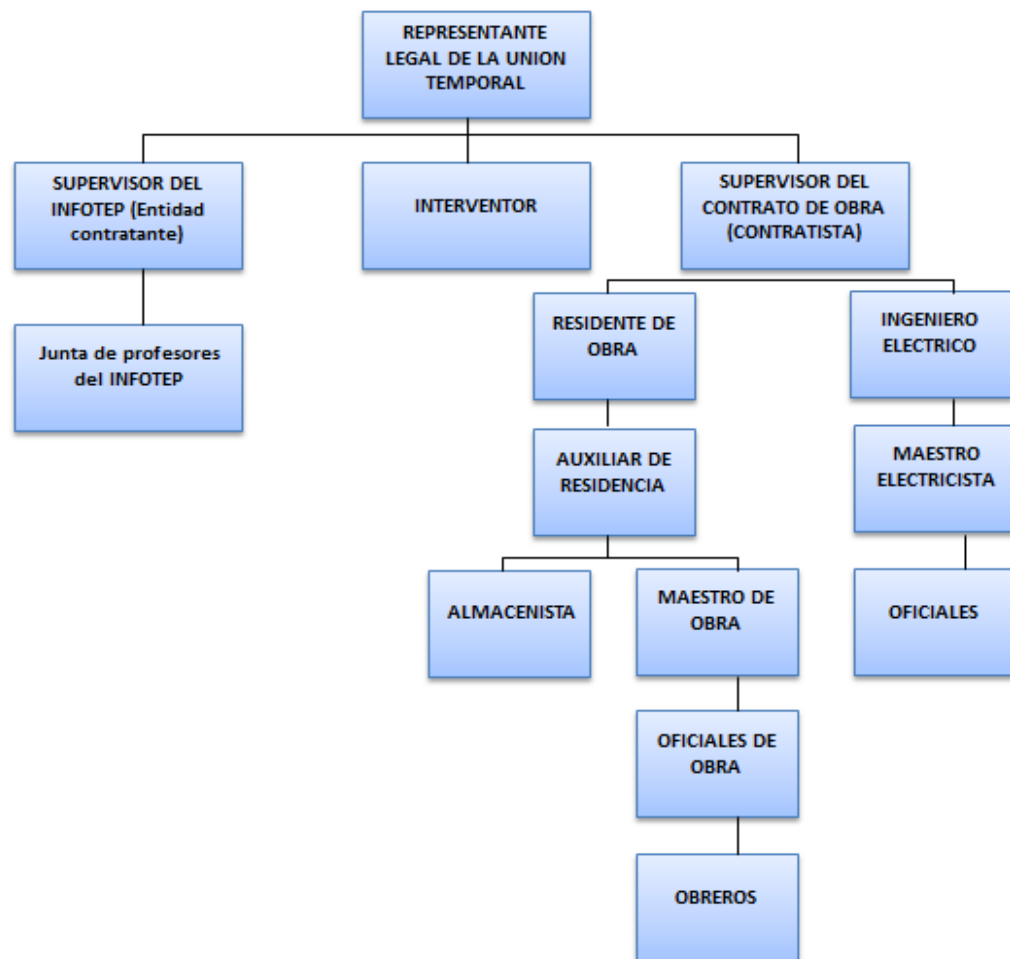 REPRESENTANTE
LEGAL DE LA UNION
TEMPORAL
SUPERVISOR DEL
INFOTEP (Entidad
contratante)
INTERVENTOR
SUPERVISOR DEL
CONTRATO DE OBRA
(CONTRATISTA)
Junta de profesores
del INFOTEP
RESIDENTE DE
OBRA
INGENIERO
ELECTRICO
AUXILIAR DE
RESIDENCIA
MAESTRO
ELECTRICISTA
ALMACENISTA
MAESTRO DE
OBRA
OFICIALES
OFICIALES DE
OBRA
OBREROS